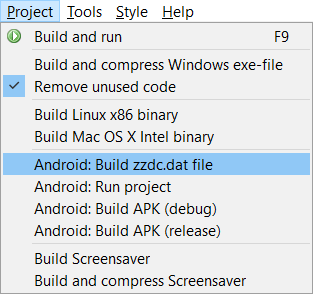 Project Tools Style Help
Build and run F9
Build and compress Windows exe-file
Remove unused code
Build Linux x86 binary
Build Mac OS X Intel binary
Android: Build zzdc.dat file
Android: Run project
Android: Build APK (debug)
Android: Build APK (release)
Build Screensaver
Build and compress Screensaver